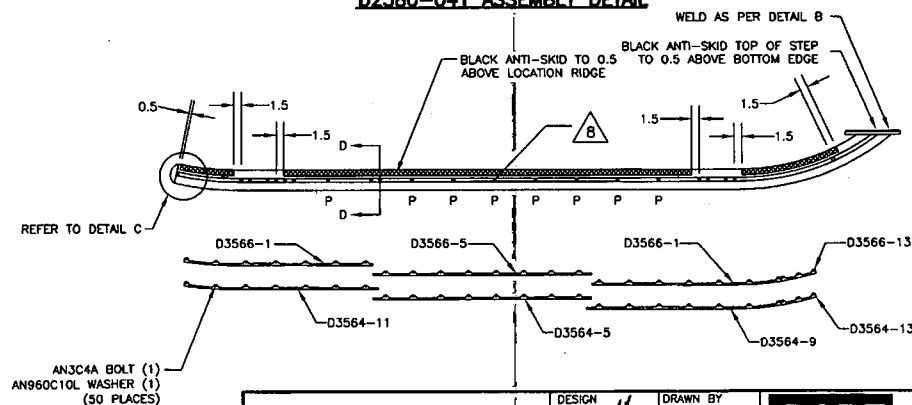 D2580-041 ASSEMBLY DETAIL
WELD AS PER DETAIL B
BLACK ANTI-SKID TO 0.5
ABOVE LOCATION RIDGE
BLACK ANTI-SKID TOP OF STEP
TO 0.5 ABOVE BOTTOM EDGE
0.5
1.5
1.5
1.5
1.5
1.5
8
D
D
P P P P P P P P
REFER TO DETAIL C
D3566-1
D3566-5
D3566-1
D3566-13
D3564-11
D3564-5
D3564-9
D3564-13
AN3C4A BOLT (1)
AN960C10L WASHER (1)
(50 PLACES)
DESIGN
DRAWN BY